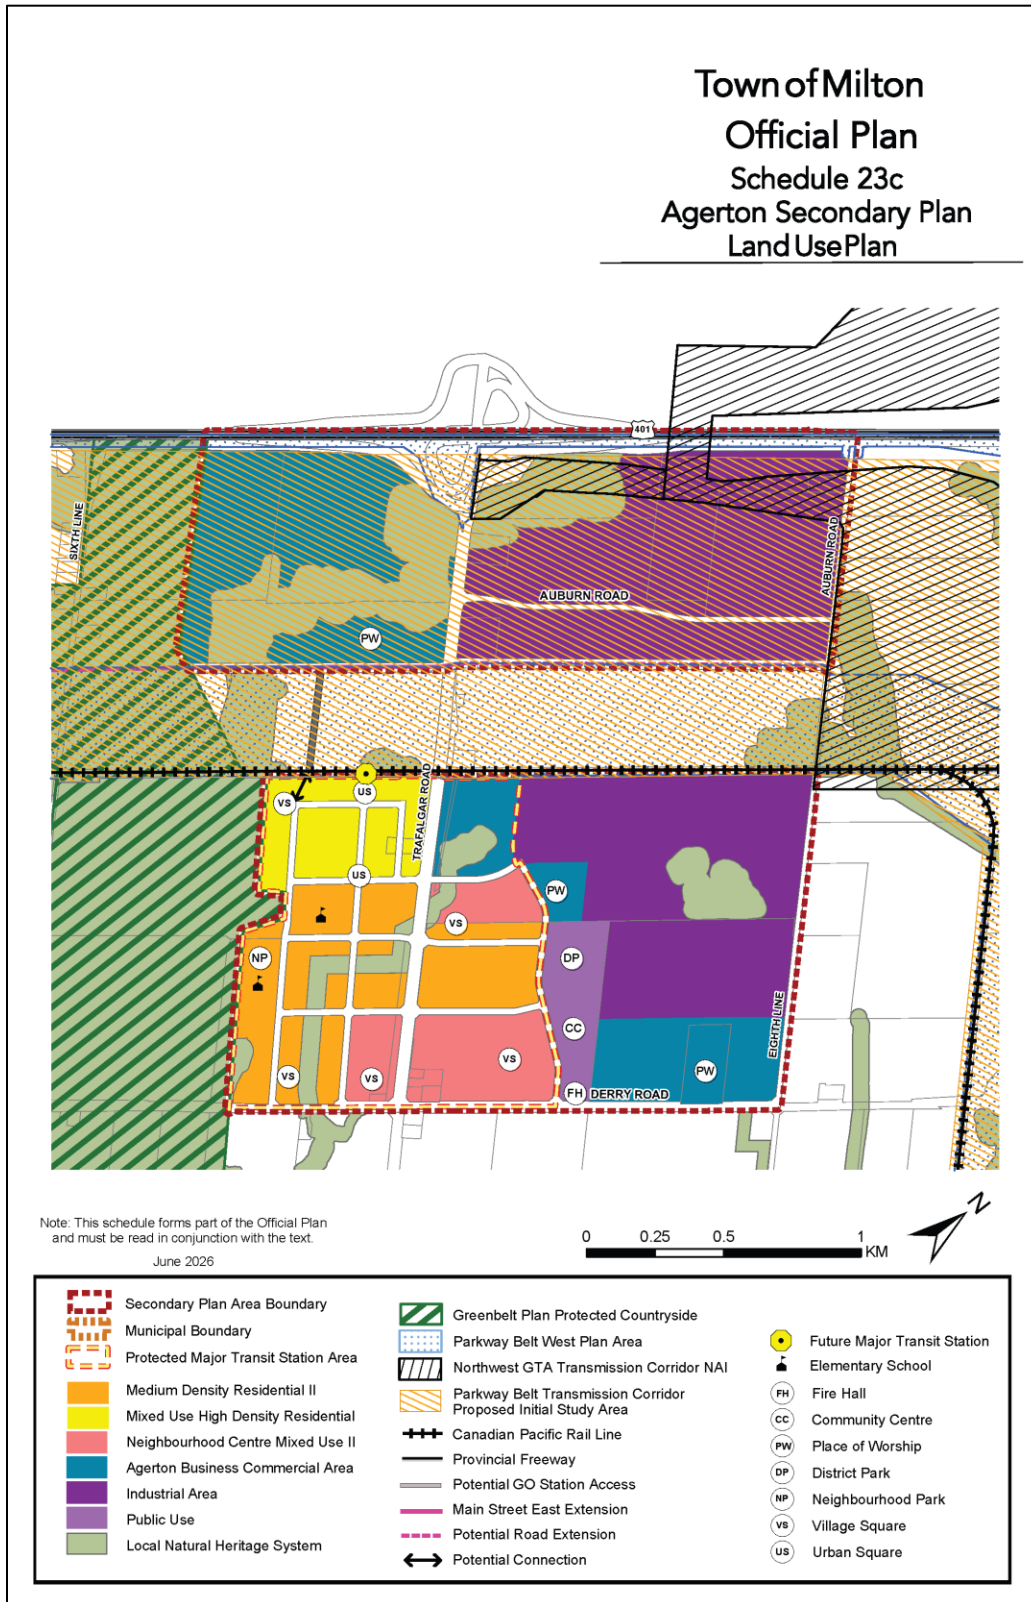 Town of Milton
Official Plan
Schedule 23c
Agerton Secondary Plan
Land Use Plan
401
SIXTH LINE
AUBURN ROAD
AUBURN ROAD
PW
TRAFALGAR ROAD
VS
US
US
PW
VS
NP
DP
CC
EIGHTH LINE
VS
VS
VS
PW
FH
DERRY ROAD
Note: This schedule forms part of the Official Plan
and must be read in conjunction with the text.
June 2026
0 0.25 0.5 1
KM
N
Secondary Plan Area Boundary
Municipal Boundary
Protected Major Transit Station Area
Medium Density Residential II
Mixed Use High Density Residential
Neighbourhood Centre Mixed Use II
Agerton Business Commercial Area
Industrial Area
Public Use
Local Natural Heritage System
Greenbelt Plan Protected Countryside
Parkway Belt West Plan Area
Northwest GTA Transmission Corridor NAI
Parkway Belt Transmission Corridor
Proposed Initial Study Area
Canadian Pacific Rail Line
Provincial Freeway
Potential GO Station Access
Main Street East Extension
Potential Road Extension
Potential Connection
Future Major Transit Station
Elementary School
FH Fire Hall
CC Community Centre
PW Place of Worship
DP District Park
NP Neighbourhood Park
VS Village Square
US Urban Square